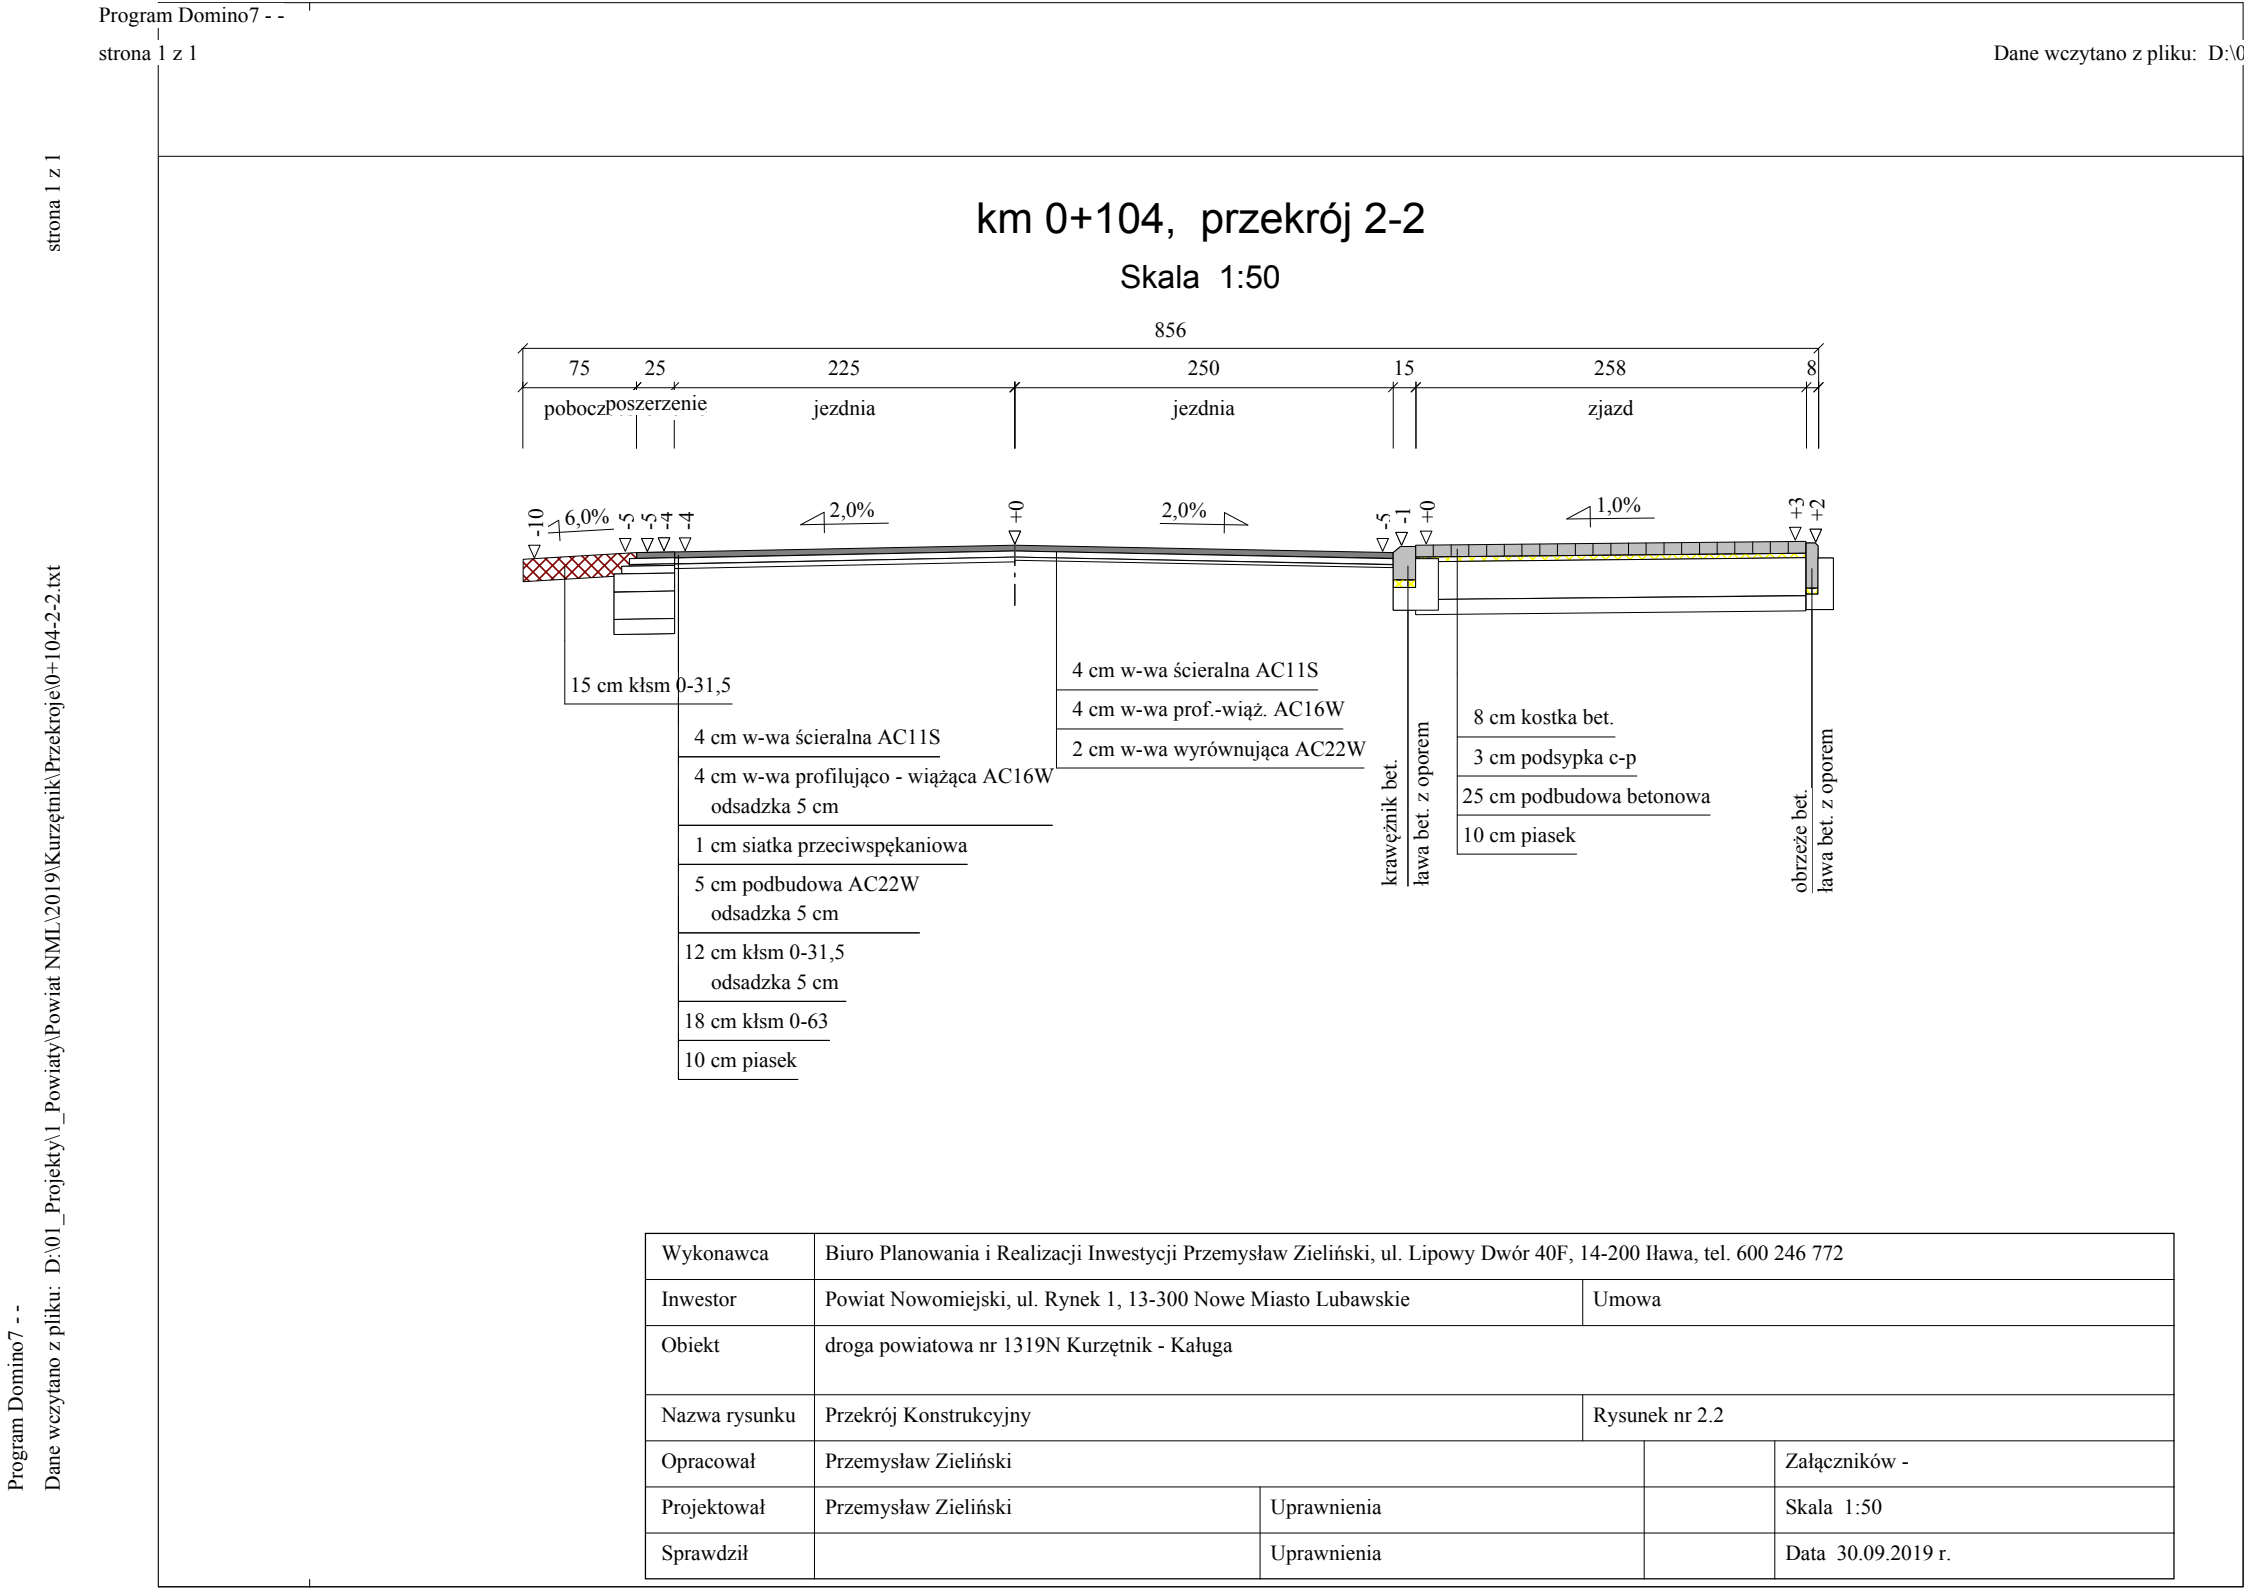 Program Domino7 - -
strona 1 z 1
Dane wczytano z pliku: D:\0
strona 1 z 1
Program Domino7 - -
Dane wczytano z pliku: D:\01_Projekty\1_Powiaty\Powiat NML\2019\Kurzętnik\Przekroje\0+104-2-2.txt
km 0+104, przekrój 2-2
Skala 1:50
856
75 25 225 250 15 258 8
pobocz poszerzenie jezdnia jezdnia zjazd
-10 6,0% -5 -5 -4 -4 2,0% +0 2,0% -5 -1 +0 1,0% +3 +2
15 cm kłsm 0-31,5
4 cm w-wa ścieralna AC11S
4 cm w-wa profilująco - wiążąca AC16W
odsadzka 5 cm
1 cm siatka przeciwspękaniowa
5 cm podbudowa AC22W
odsadzka 5 cm
12 cm kłsm 0-31,5
odsadzka 5 cm
18 cm kłsm 0-63
10 cm piasek
4 cm w-wa ścieralna AC11S
4 cm w-wa prof.-wiąż. AC16W
2 cm w-wa wyrównująca AC22W
krawężnik bet.
ława bet. z oporem
8 cm kostka bet.
3 cm podsypka c-p
25 cm podbudowa betonowa
10 cm piasek
obrzeże bet.
ława bet. z oporem
Wykonawca Biuro Planowania i Realizacji Inwestycji Przemysław Zieliński, ul. Lipowy Dwór 40F, 14-200 Iława, tel. 600 246 772
Inwestor Powiat Nowomiejski, ul. Rynek 1, 13-300 Nowe Miasto Lubawskie Umowa
Obiekt droga powiatowa nr 1319N Kurzętnik - Kaługa
Nazwa rysunku Przekrój Konstrukcyjny Rysunek nr 2.2
Opracował Przemysław Zieliński Załączników -
Projektował Przemysław Zieliński Uprawnienia Skala 1:50
Sprawdził Uprawnienia Data 30.09.2019 r.